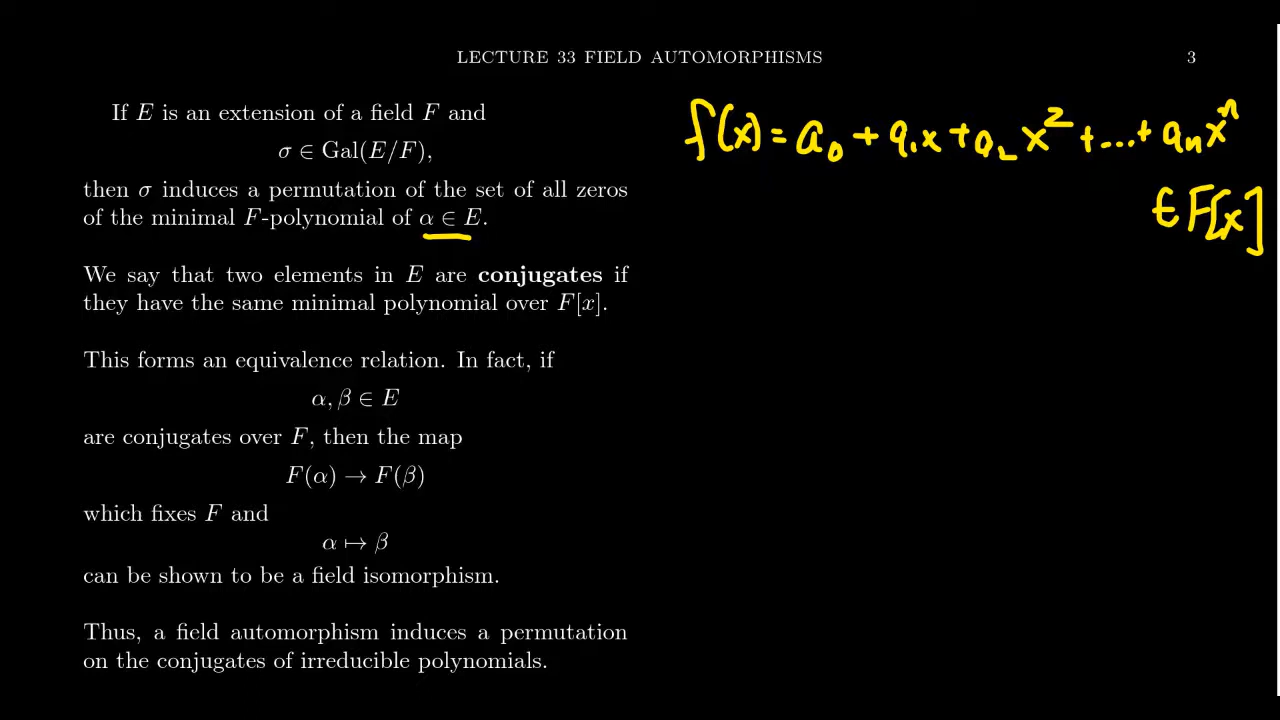 LECTURE 33 FIELD AUTOMORPHISMS 3
If E is an extension of a field F and
σ ∈ Gal(E/F),
then σ induces a permutation of the set of all zeros
of the minimal F-polynomial of α ∈ E.
We say that two elements in E are conjugates if
they have the same minimal polynomial over F[x].
This forms an equivalence relation. In fact, if
α, β ∈ E
are conjugates over F, then the map
F(α) → F(β)
which fixes F and
α ↦ β
can be shown to be a field isomorphism.
Thus, a field automorphism induces a permutation
on the conjugates of irreducible polynomials.
f(x) = a₀ + a₁x + a₂x² + ... + aₙxⁿ
∈ F[x]